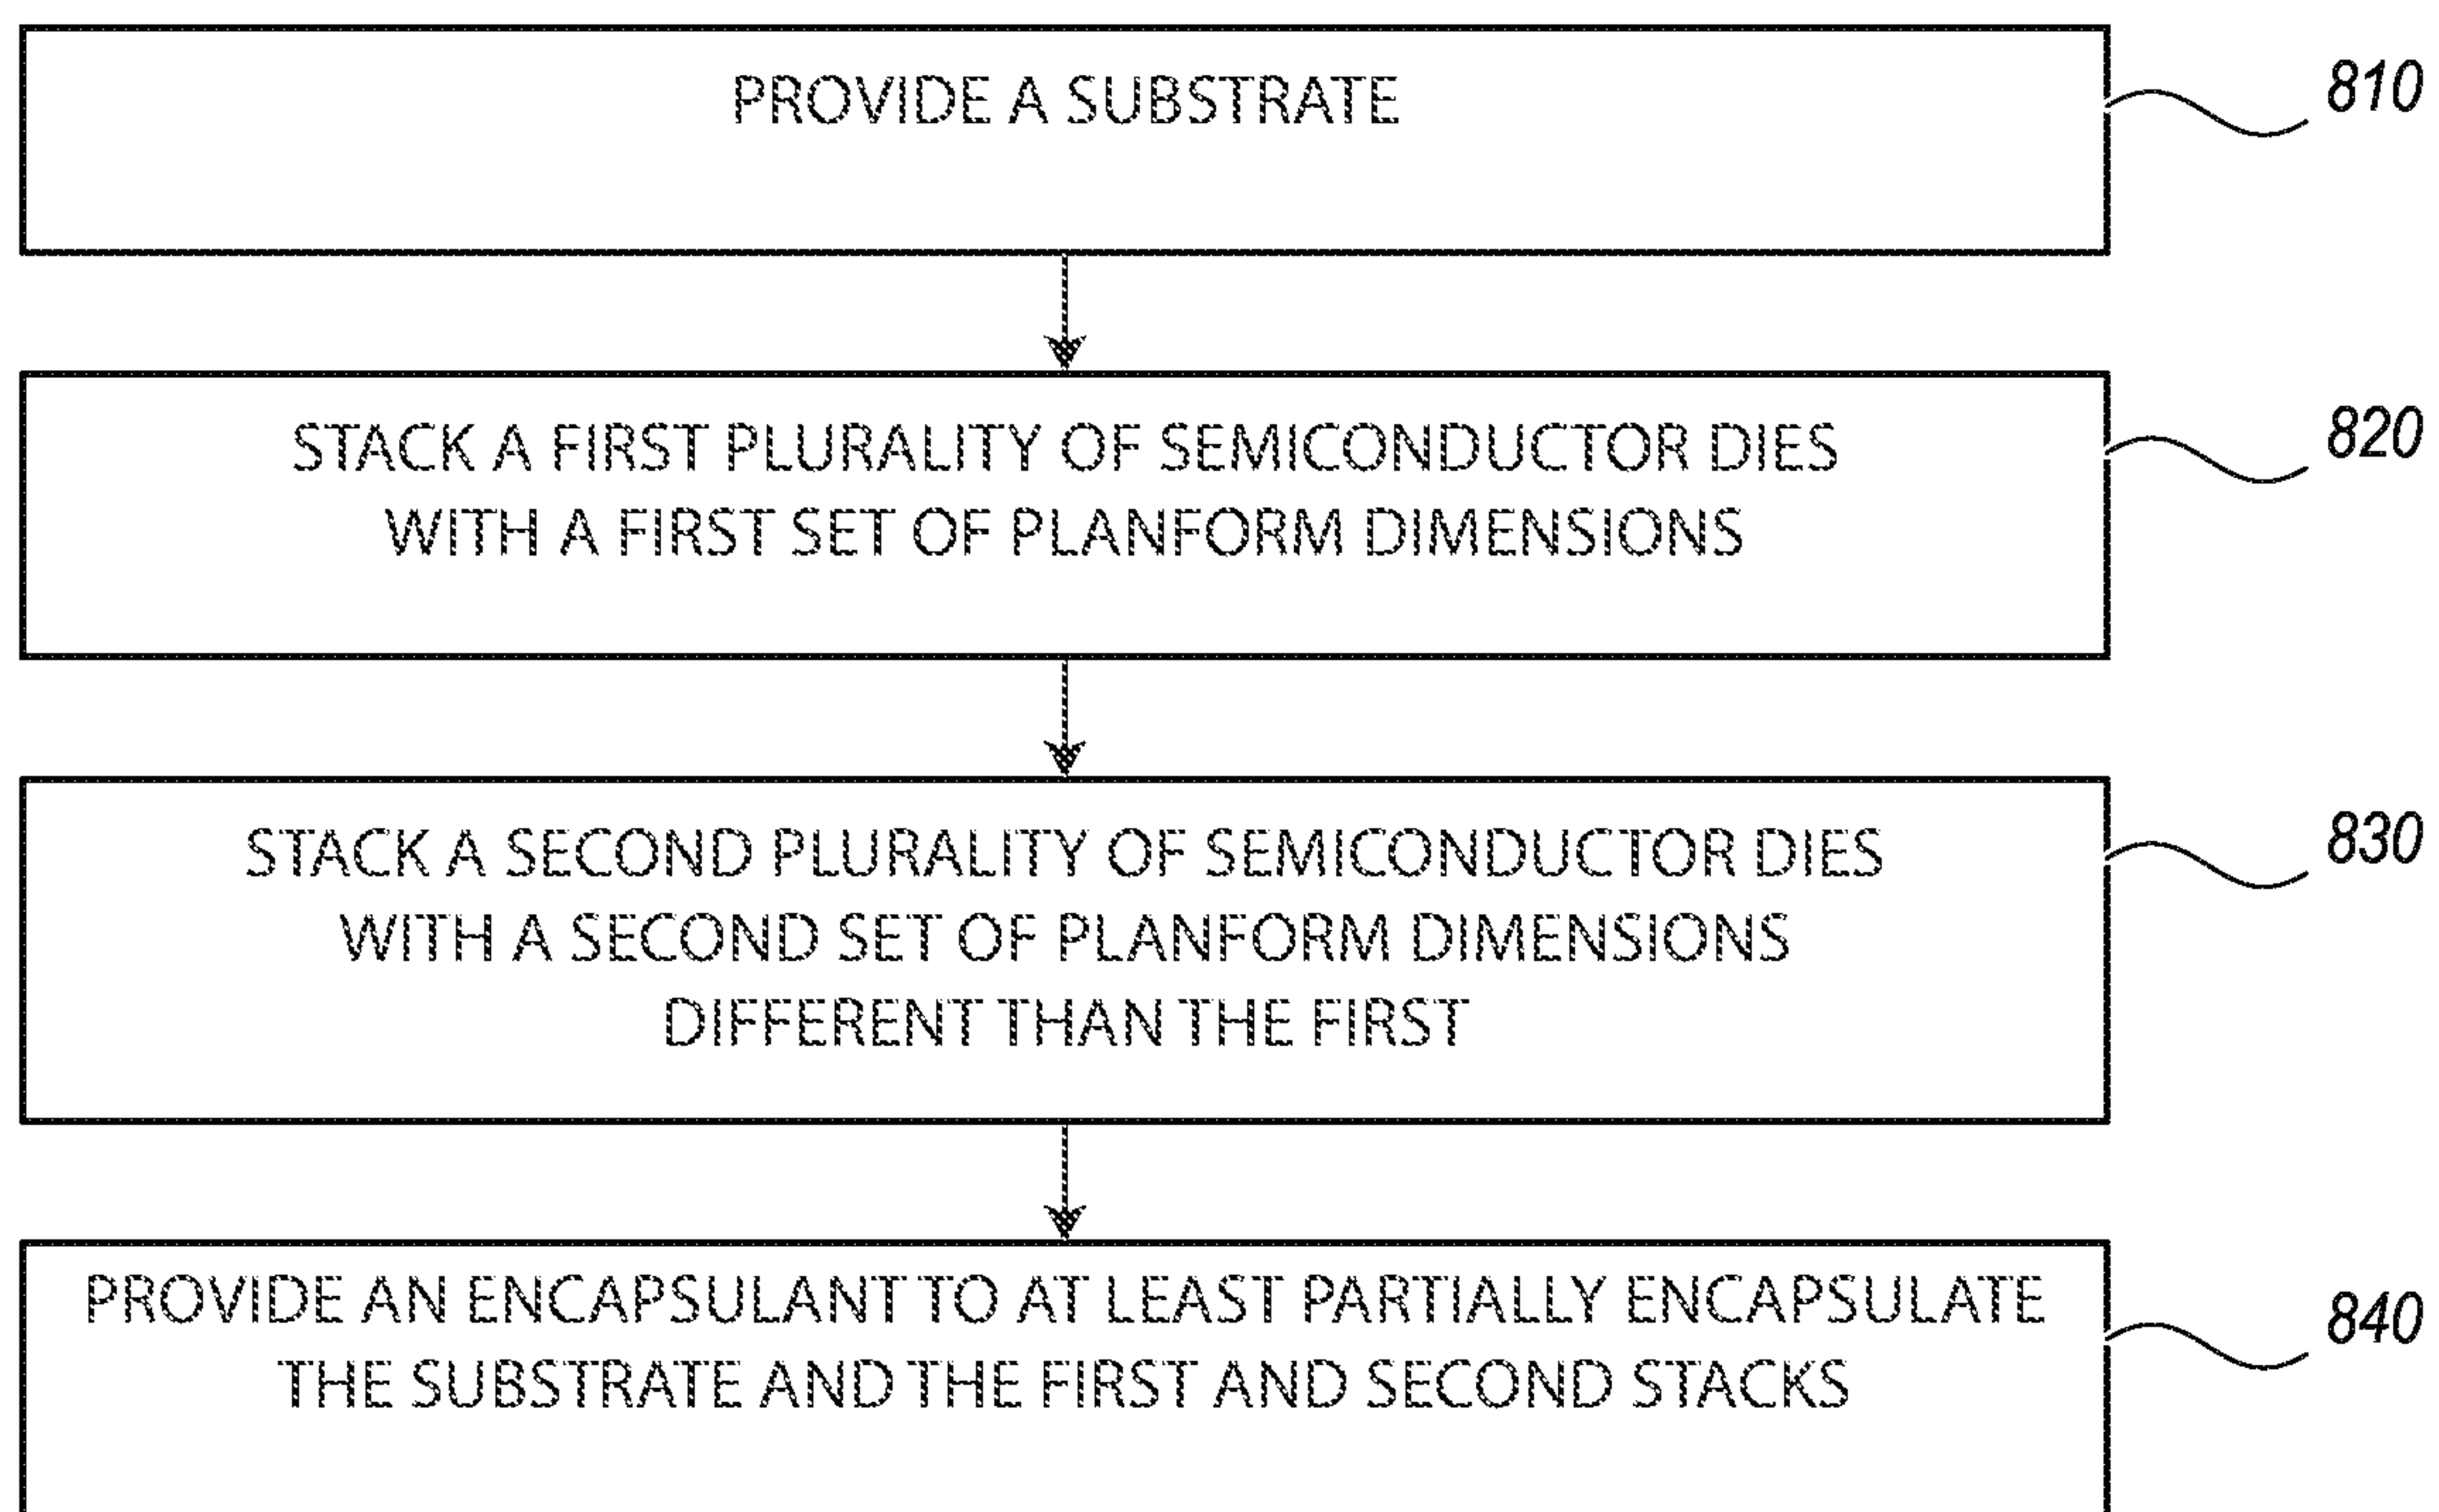 PROVIDE A SUBSTRATE
810
STACK A FIRST PLURALITY OF SEMICONDUCTOR DIES
WITH A FIRST SET OF PLANFORM DIMENSIONS
820
STACK A SECOND PLURALITY OF SEMICONDUCTOR DIES
WITH A SECOND SET OF PLANFORM DIMENSIONS
DIFFERENT THAN THE FIRST
830
PROVIDE AN ENCAPSULANT TO AT LEAST PARTIALLY ENCAPSULATE
THE SUBSTRATE AND THE FIRST AND SECOND STACKS
840